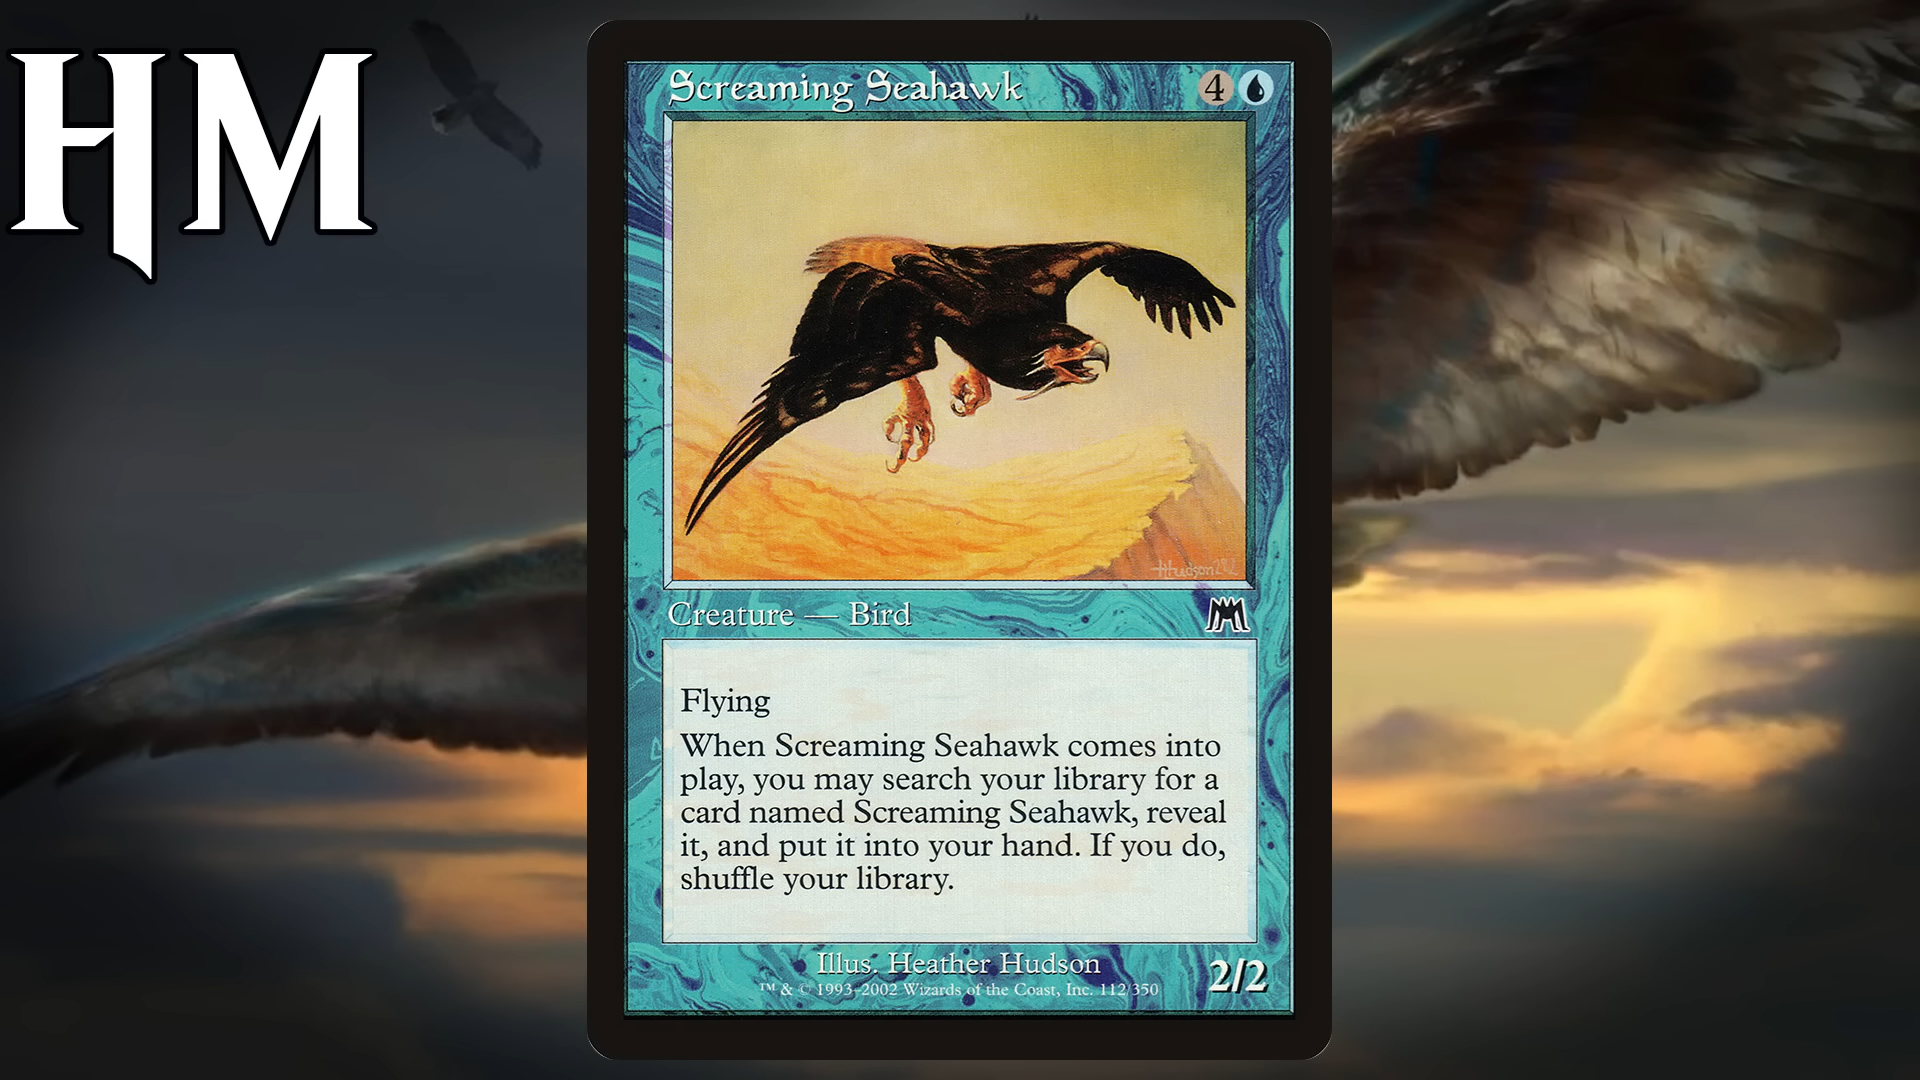 HM
Screaming Seahawk 4
Hudson
Creature — Bird
Flying
When Screaming Seahawk comes into
play, you may search your library for a
card named Screaming Seahawk, reveal
it, and put it into your hand. If you do,
shuffle your library.
Illus. Heather Hudson
™ & © 1993–2002 Wizards of the Coast, Inc. 112/350
2/2